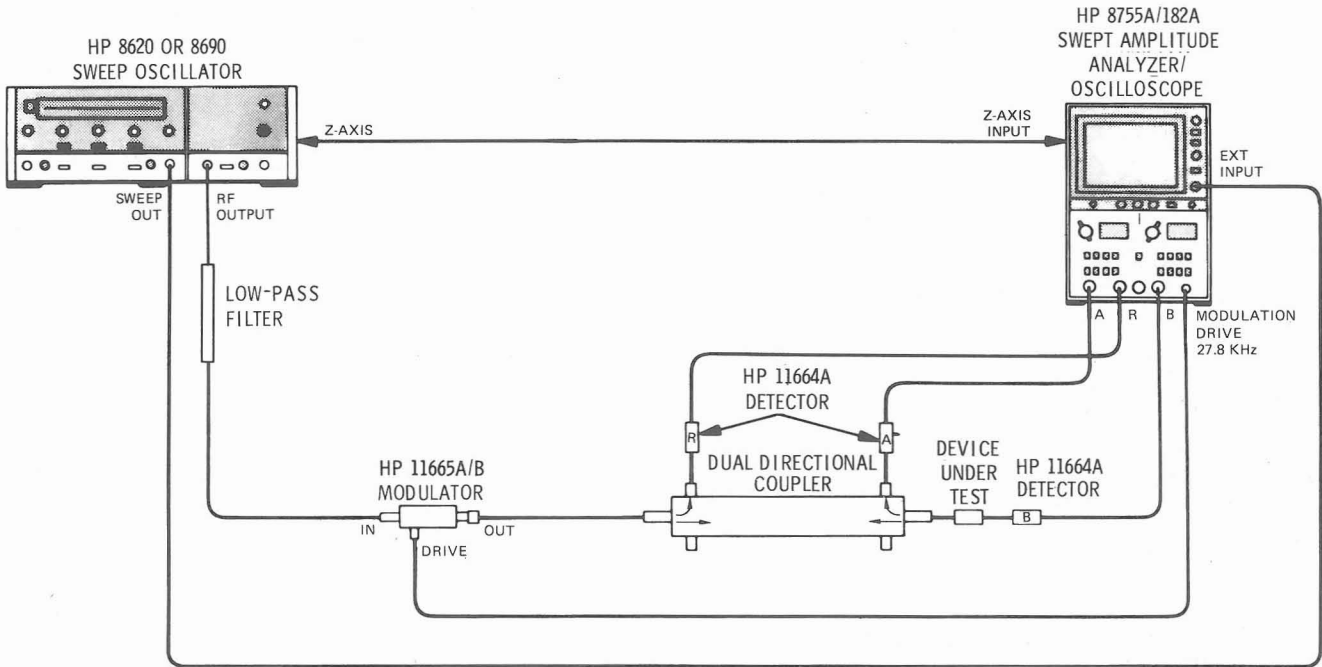 HP 8620 OR 8690
SWEEP OSCILLATOR
HP 8755A/182A
SWEPT AMPLITUDE
ANALYZER/
OSCILLOSCOPE
Z-AXIS
Z-AXIS
INPUT
EXT
INPUT
SWEEP
OUT
RF
OUTPUT
LOW-PASS
FILTER
A
R
B
MODULATION
DRIVE
27.8 KHz
HP 11664A
DETECTOR
R
A
HP 11665A/B
MODULATOR
DUAL DIRECTIONAL
COUPLER
DEVICE
UNDER
TEST
HP 11664A
DETECTOR
B
IN
OUT
DRIVE